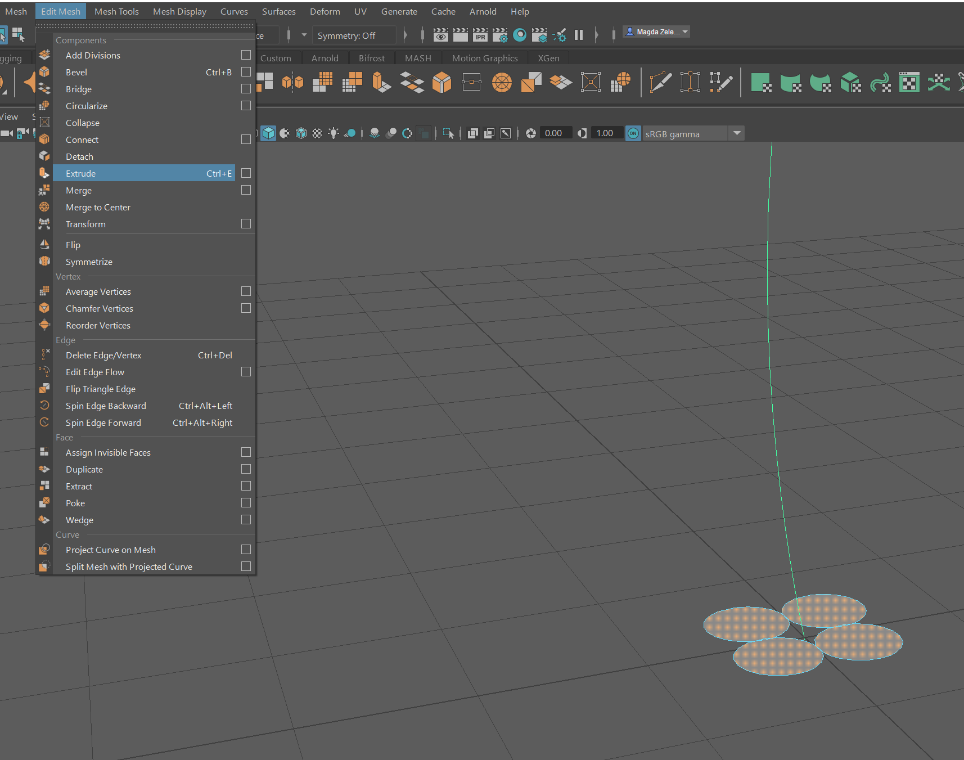 Mesh Edit Mesh Mesh Tools Mesh Display Curves Surfaces Deform UV Generate Cache Arnold Help
Symmetry: Off
IPR
Magda Zele
Custom Arnold Bifrost MASH Motion Graphics XGen
0.00 1.00 sRGB gamma
Components
Add Divisions
Bevel Ctrl+B
Bridge
Circularize
Collapse
Connect
Detach
Extrude Ctrl+E
Merge
Merge to Center
Transform
Flip
Symmetrize
Vertex
Average Vertices
Chamfer Vertices
Reorder Vertices
Edge
Delete Edge/Vertex Ctrl+Del
Edit Edge Flow
Flip Triangle Edge
Spin Edge Backward Ctrl+Alt+Left
Spin Edge Forward Ctrl+Alt+Right
Face
Assign Invisible Faces
Duplicate
Extract
Poke
Wedge
Curve
Project Curve on Mesh
Split Mesh with Projected Curve